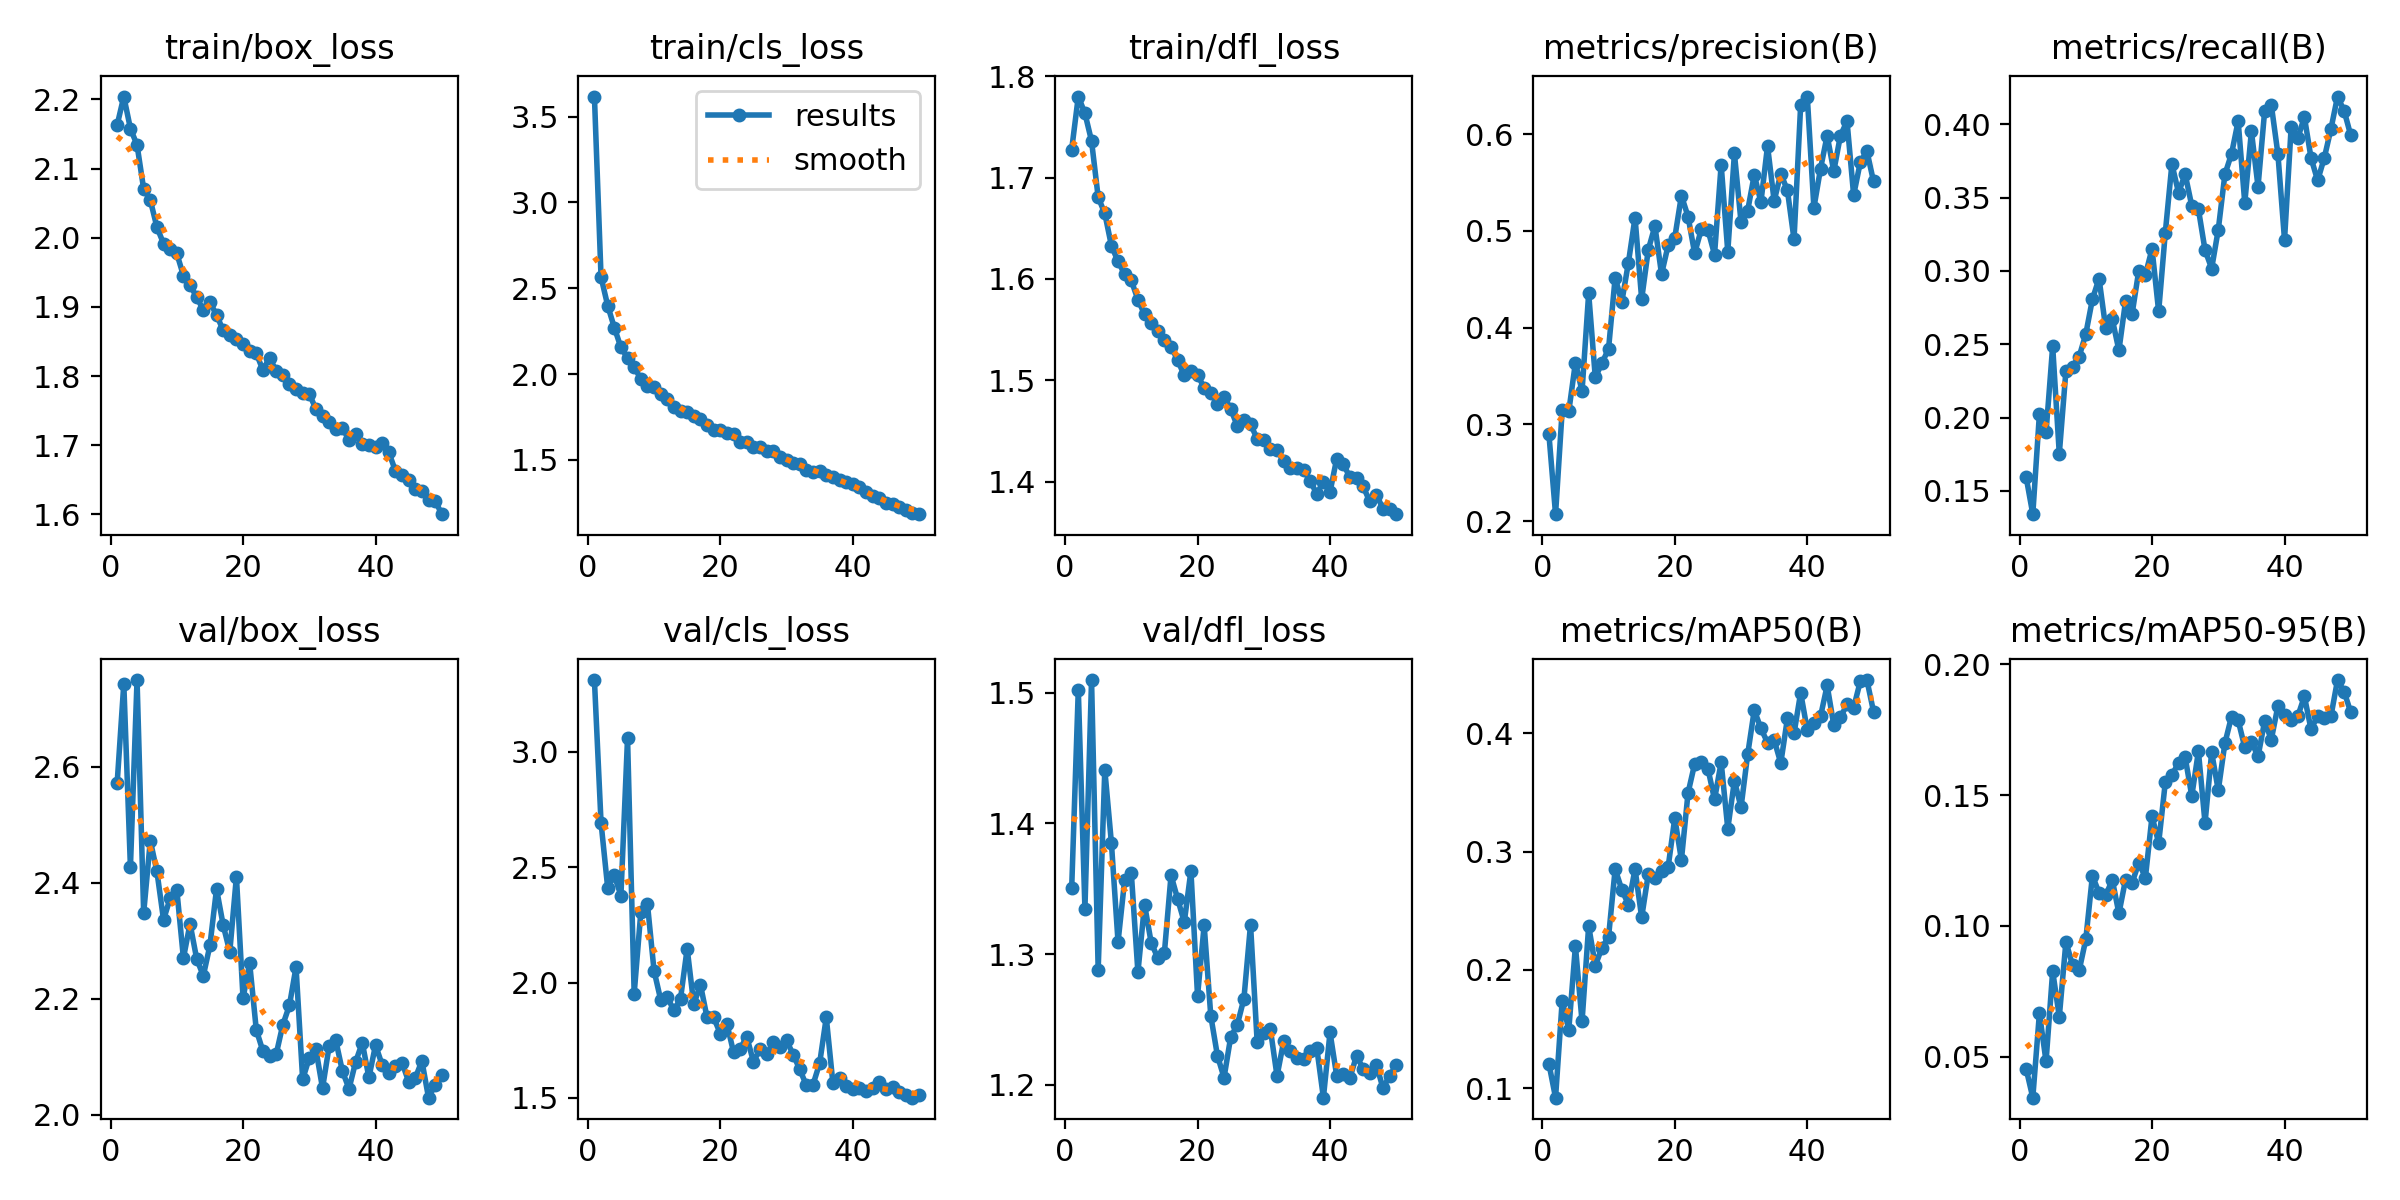 train/box_loss
2.2
2.1
2.0
1.9
1.8
1.7
1.6
0 20 40
train/cls_loss
results
smooth
3.5
3.0
2.5
2.0
1.5
0 20 40
train/dfl_loss
1.8
1.7
1.6
1.5
1.4
0 20 40
metrics/precision(B)
0.6
0.5
0.4
0.3
0.2
0 20 40
metrics/recall(B)
0.40
0.35
0.30
0.25
0.20
0.15
0 20 40
val/box_loss
2.6
2.4
2.2
2.0
0 20 40
val/cls_loss
3.0
2.5
2.0
1.5
0 20 40
val/dfl_loss
1.5
1.4
1.3
1.2
0 20 40
metrics/mAP50(B)
0.4
0.3
0.2
0.1
0 20 40
metrics/mAP50-95(B)
0.20
0.15
0.10
0.05
0 20 40